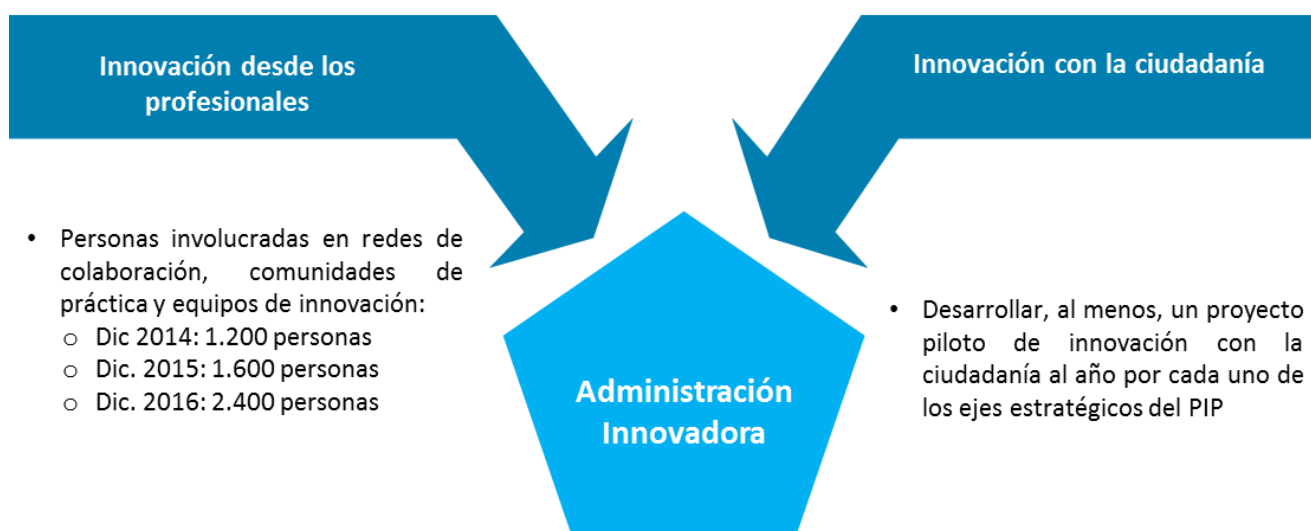 Innovación desde los
profesionales
Innovación con la ciudadanía
• Personas involucradas en redes de
colaboración, comunidades de
práctica y equipos de innovación:
o Dic 2014: 1.200 personas
o Dic. 2015: 1.600 personas
o Dic. 2016: 2.400 personas
Administración
Innovadora
• Desarrollar, al menos, un proyecto
piloto de innovación con la
ciudadanía al año por cada uno de
los ejes estratégicos del PIP